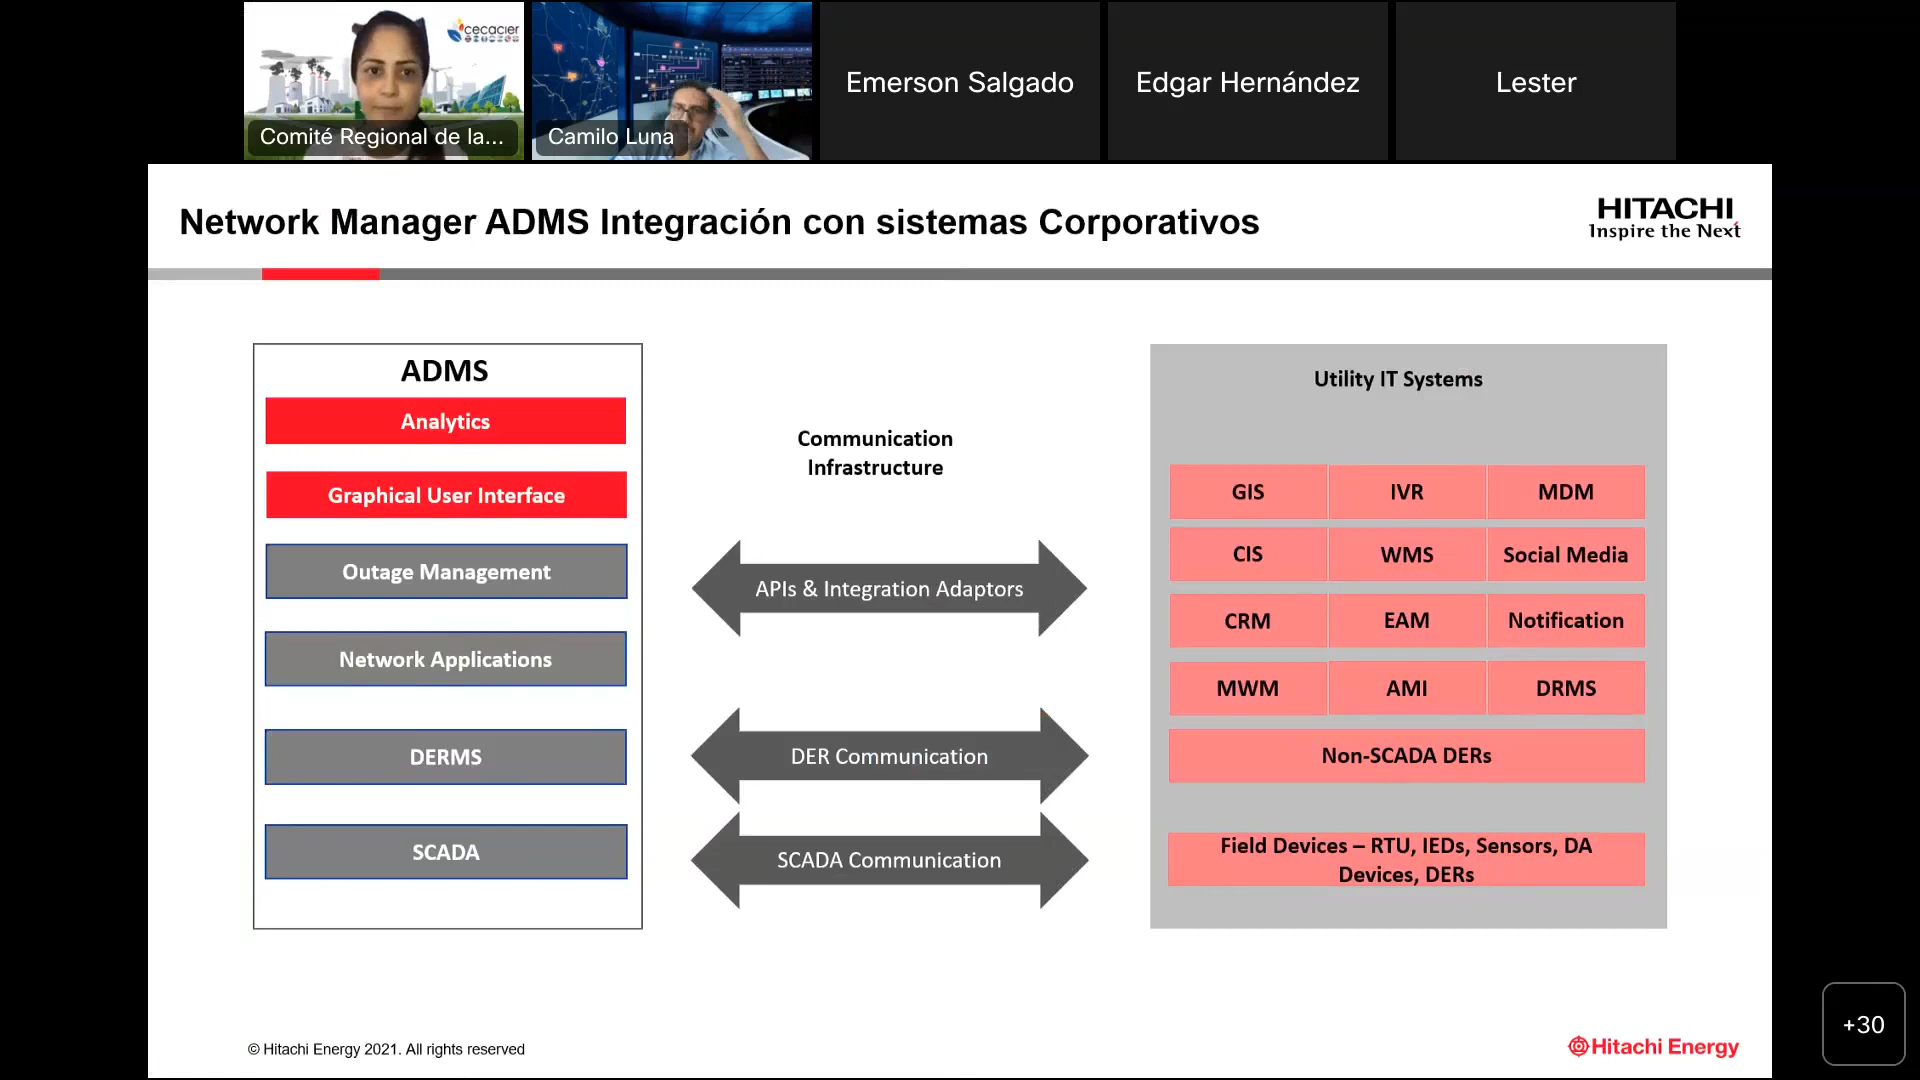 cecacier
Comité Regional de la...
Camilo Luna
Emerson Salgado
Edgar Hernández
Lester
Network Manager ADMS Integración con sistemas Corporativos
HITACHI
Inspire the Next
ADMS
Analytics
Graphical User Interface
Outage Management
Network Applications
DERMS
SCADA
Communication
Infrastructure
APIs & Integration Adaptors
DER Communication
SCADA Communication
Utility IT Systems
GIS IVR MDM
CIS WMS Social Media
CRM EAM Notification
MWM AMI DRMS
Non-SCADA DERs
Field Devices – RTU, IEDs, Sensors, DA
Devices, DERs
© Hitachi Energy 2021. All rights reserved
Hitachi Energy
+30